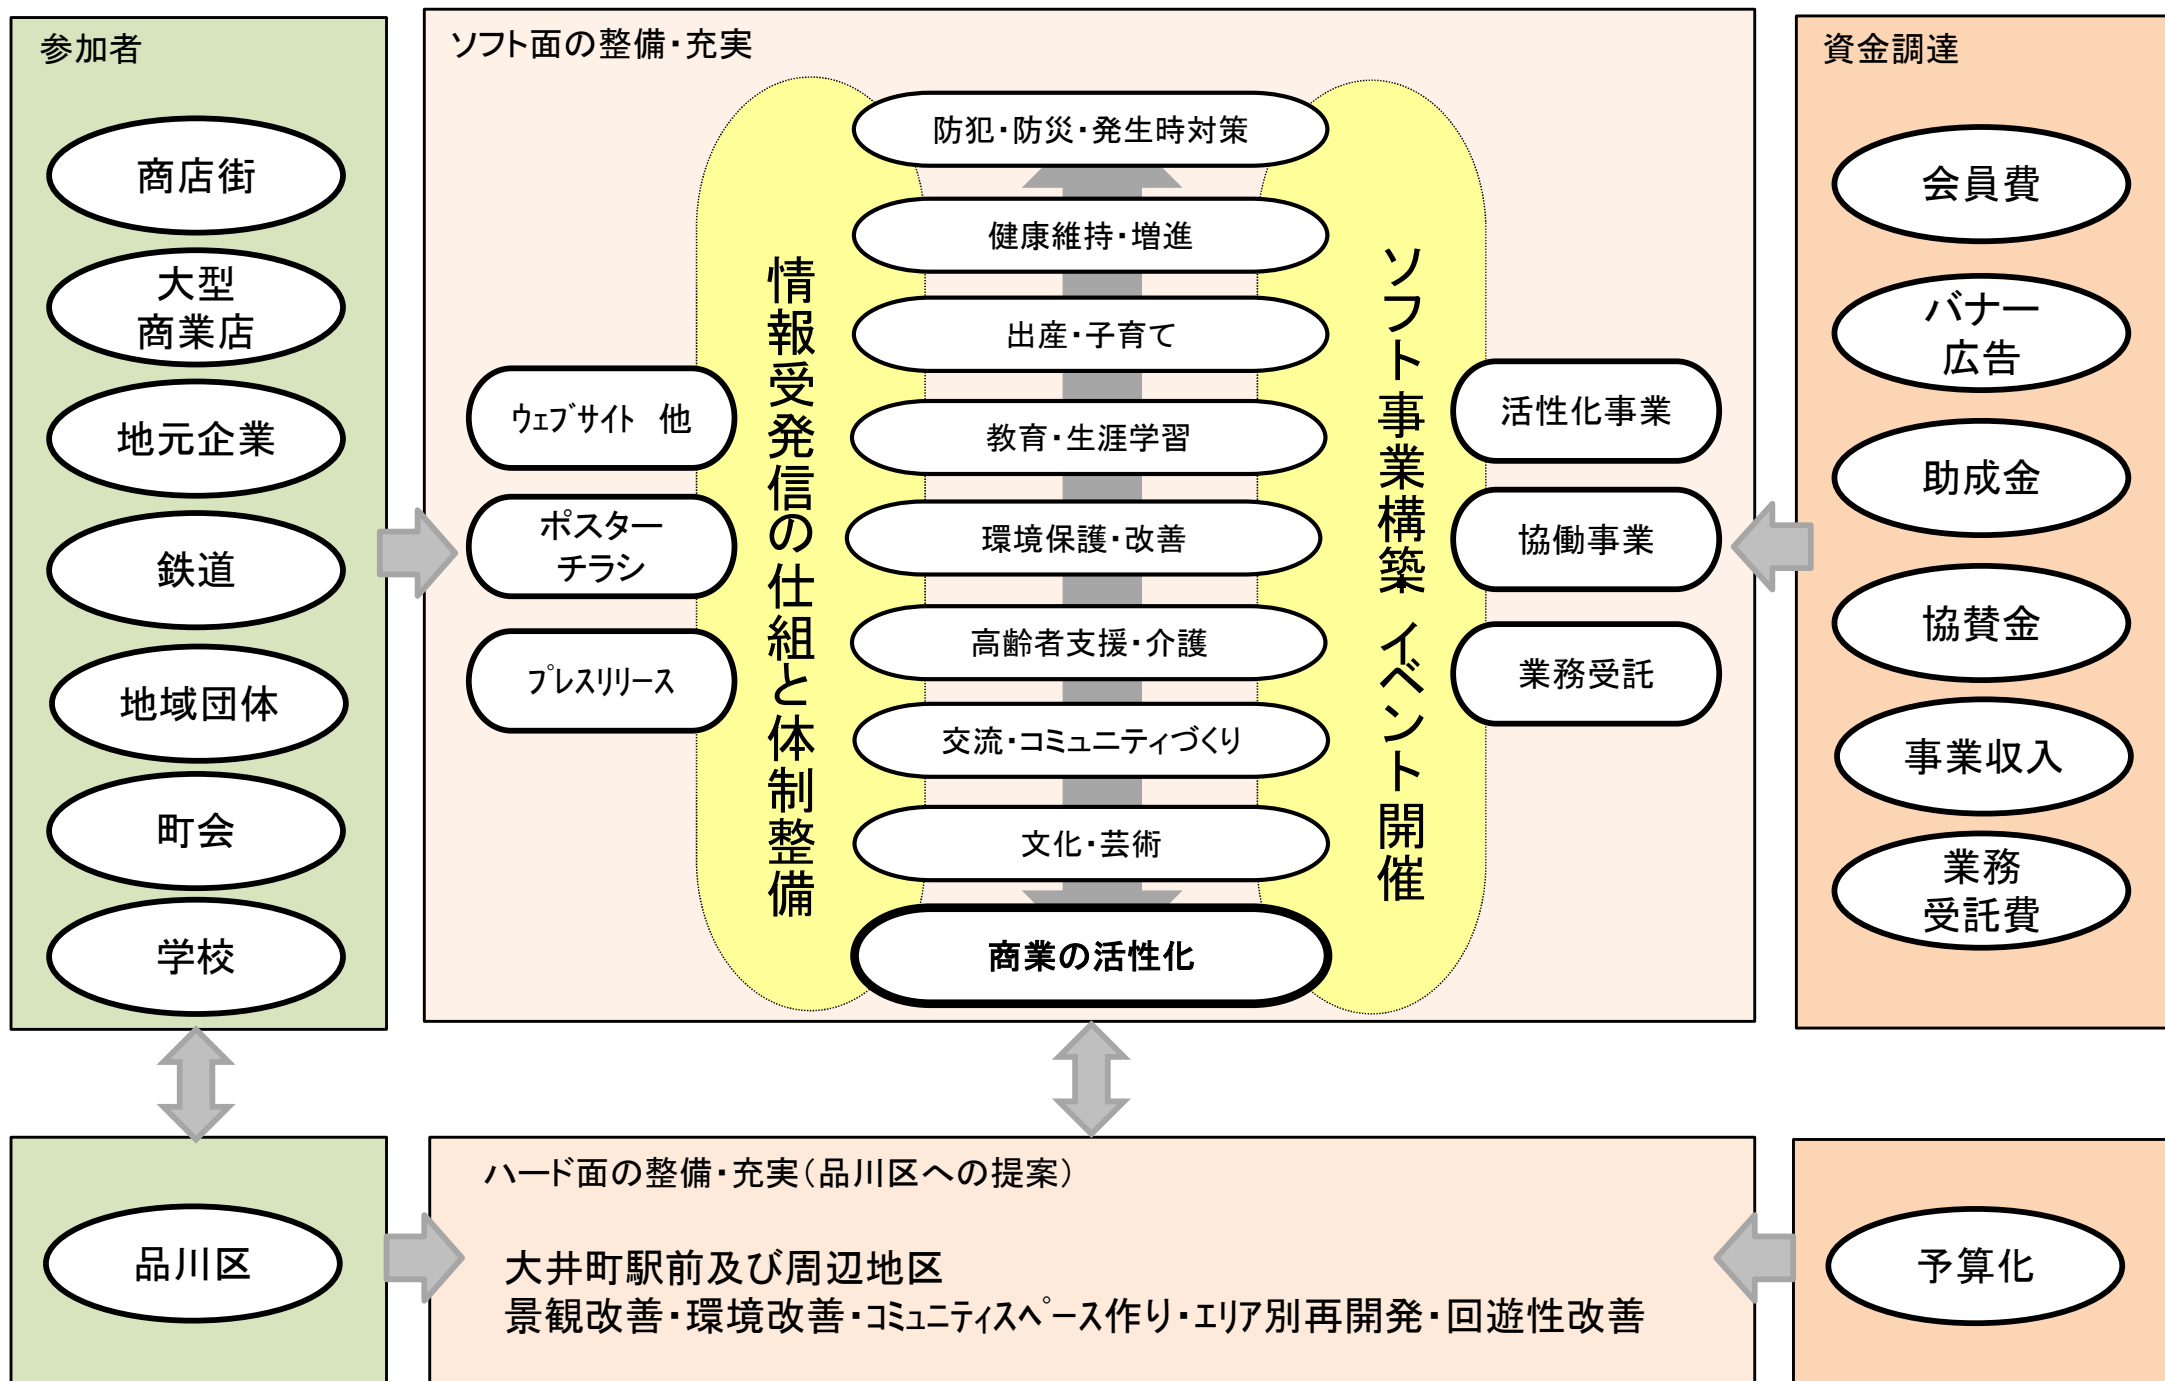 参加者
商店街
大型
商業店
地元企業
鉄道
地域団体
町会
学校
ソフト面の整備・充実
情報受発信の仕組と体制整備
ウェブサイト　他
ポスター
チラシ
プレスリリース
防犯・防災・発生時対策
健康維持・増進
出産・子育て
教育・生涯学習
環境保護・改善
高齢者支援・介護
交流・コミュニティづくり
文化・芸術
商業の活性化
ソフト事業構築 イベント開催
活性化事業
協働事業
業務受託
資金調達
会員費
バナー
広告
助成金
協賛金
事業収入
業務
受託費
品川区
ハード面の整備・充実（品川区への提案）
大井町駅前及び周辺地区
景観改善・環境改善・コミュニティスペース作り・エリア別再開発・回遊性改善
予算化